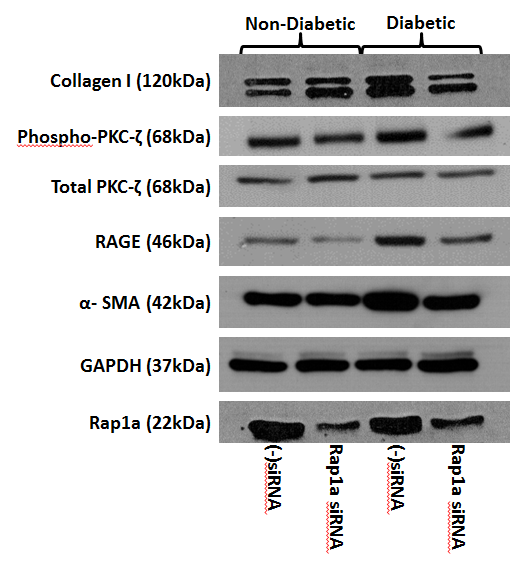 Non-Diabetic Diabetic
Collagen I (120kDa)
Phospho-PKC-ζ (68kDa)
Total PKC-ζ (68kDa)
RAGE (46kDa)
α- SMA (42kDa)
GAPDH (37kDa)
Rap1a (22kDa)
(-)siRNA
Rap1a siRNA
(-)siRNA
Rap1a siRNA